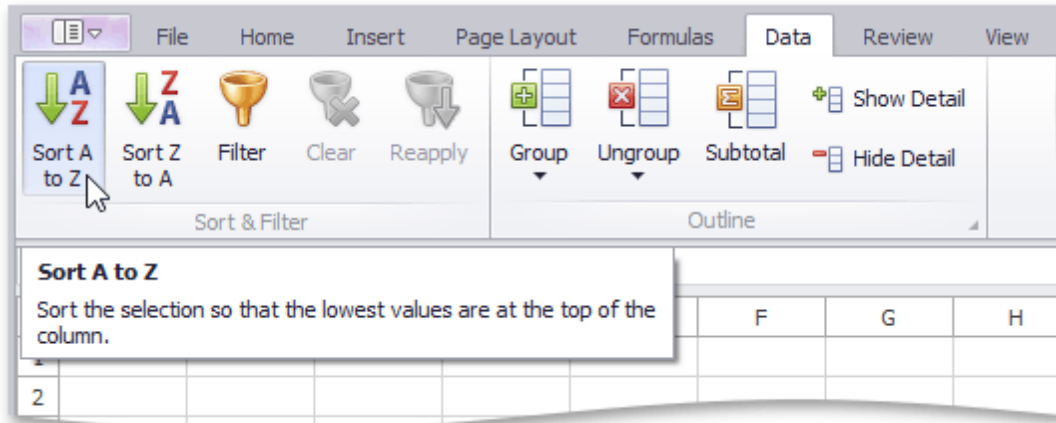 File Home Insert Page Layout Formulas Data Review View
A Z
Z A
Sort A to Z
Sort Z to A
Filter
Clear
Reapply
Group
Ungroup
Subtotal
Show Detail
Hide Detail
Sort & Filter
Outline
Sort A to Z
Sort the selection so that the lowest values are at the top of the
column.
F G H
1
2